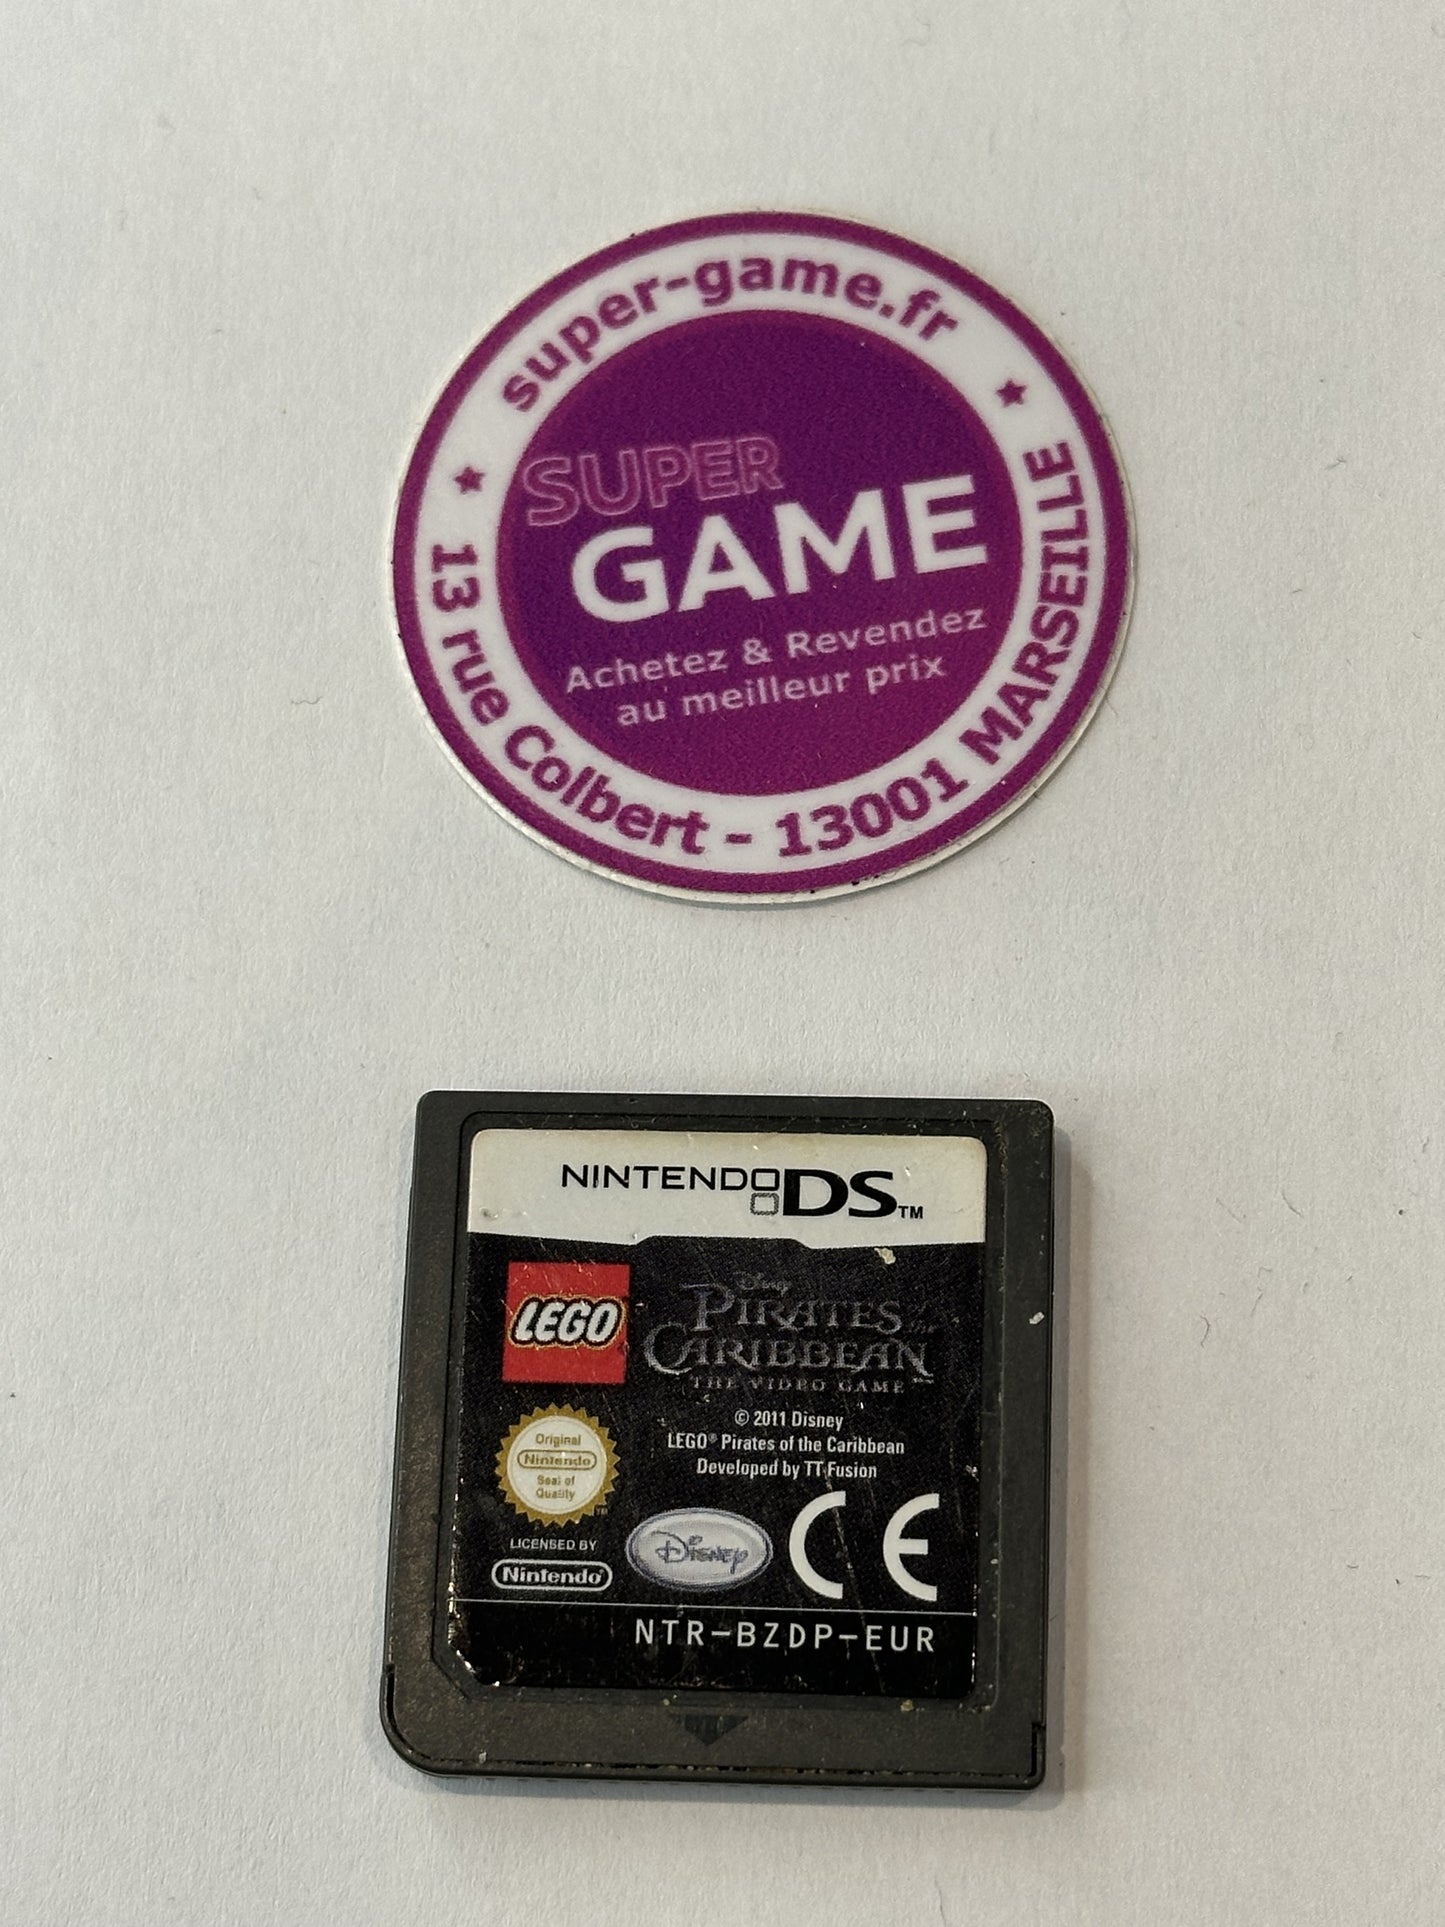 super-game.fr
SUPER
GAME
Achetez & Revendez
au meilleur prix
13 rue Colbert - 13001 MARSEILLE
NINTENDO DS™
LEGO
Disney
PIRATES
CARIBBEAN
THE VIDEO GAME
© 2011 Disney
LEGO® Pirates of the Caribbean
Developed by TT Fusion
Original
Nintendo
Seal of
Quality
LICENSED BY
Nintendo®
Disney
CE
NTR-BZDP-EUR